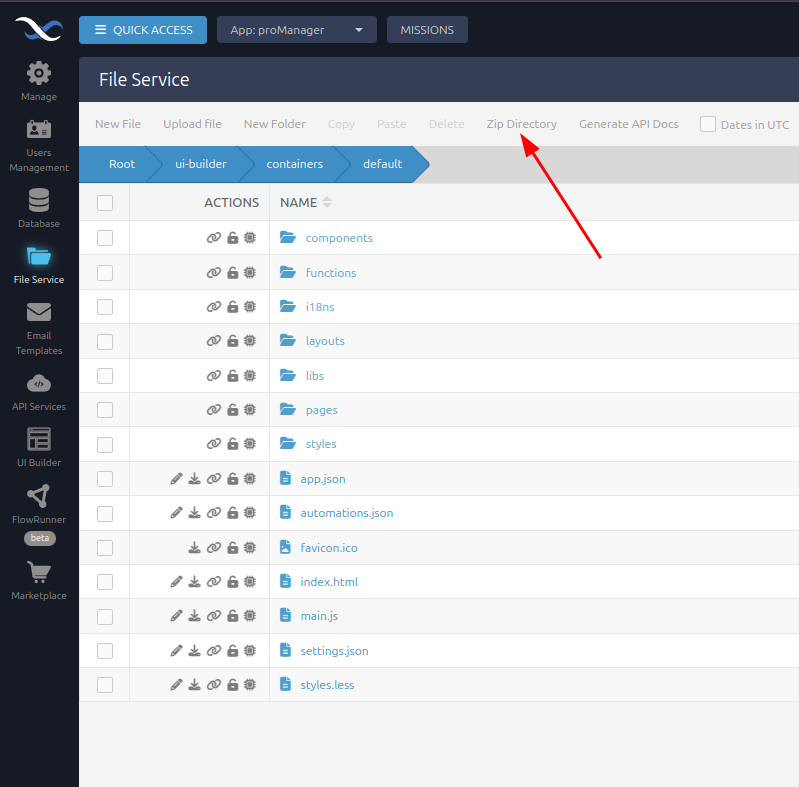 QUICK ACCESS
App: proManager
MISSIONS
Manage
Users
Management
Database
File Service
Email
Templates
API Services
UI Builder
FlowRunner
beta
Marketplace
File Service
New File Upload file New Folder Copy Paste Delete Zip Directory Generate API Docs Dates in UTC
Root ui-builder containers default
ACTIONS NAME
components
functions
i18ns
layouts
libs
pages
styles
app.json
automations.json
favicon.ico
index.html
main.js
settings.json
styles.less